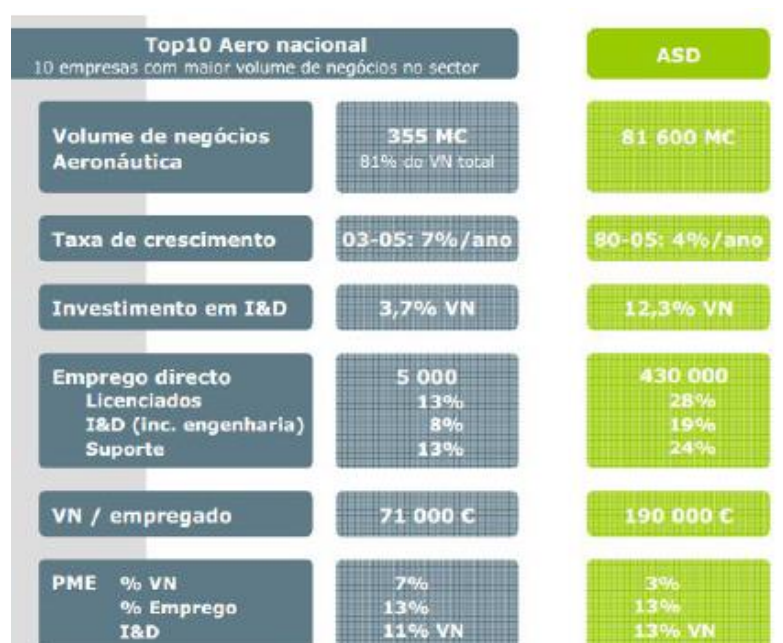 Top10 Aero nacional
10 empresas com maior volume de negócios no sector
ASD
Volume de negócios
Aeronáutica
355 M€
81% do VN total
81 600 M€
Taxa de crescimento
03-05: 7%/ano
80-05: 4%/ano
Investimento em I&D
3,7% VN
12,3% VN
Emprego directo
5 000
430 000
Licenciados
13%
28%
I&D (inc. engenharia)
8%
19%
Suporte
13%
24%
VN / empregado
71 000 €
190 000 €
PME % VN
7%
3%
% Emprego
13%
13%
I&D
11% VN
13% VN